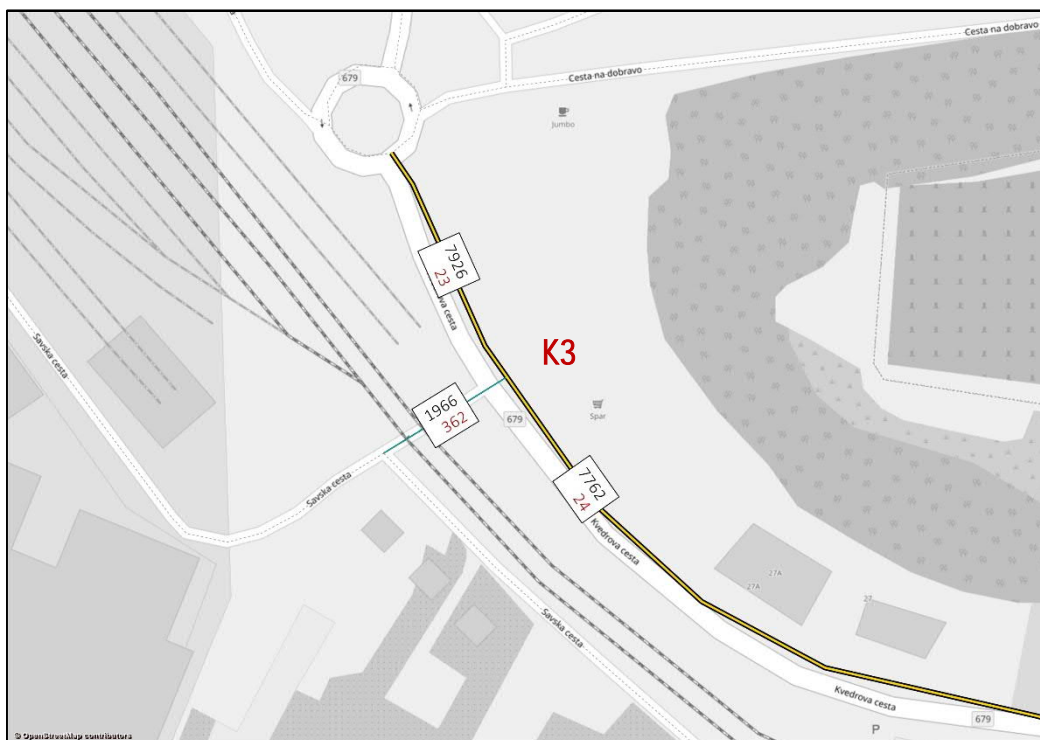 Cesta na dobravo
679
Cesta na dobravo
Jumbo
7926
23
K3
Savska cesta
1966
362
679
Spar
Savska cesta
7762
24
Kvedrova cesta
27A
27A
27
Savska cesta
Kvedrova cesta
679
P
© OpenStreetMap contributors